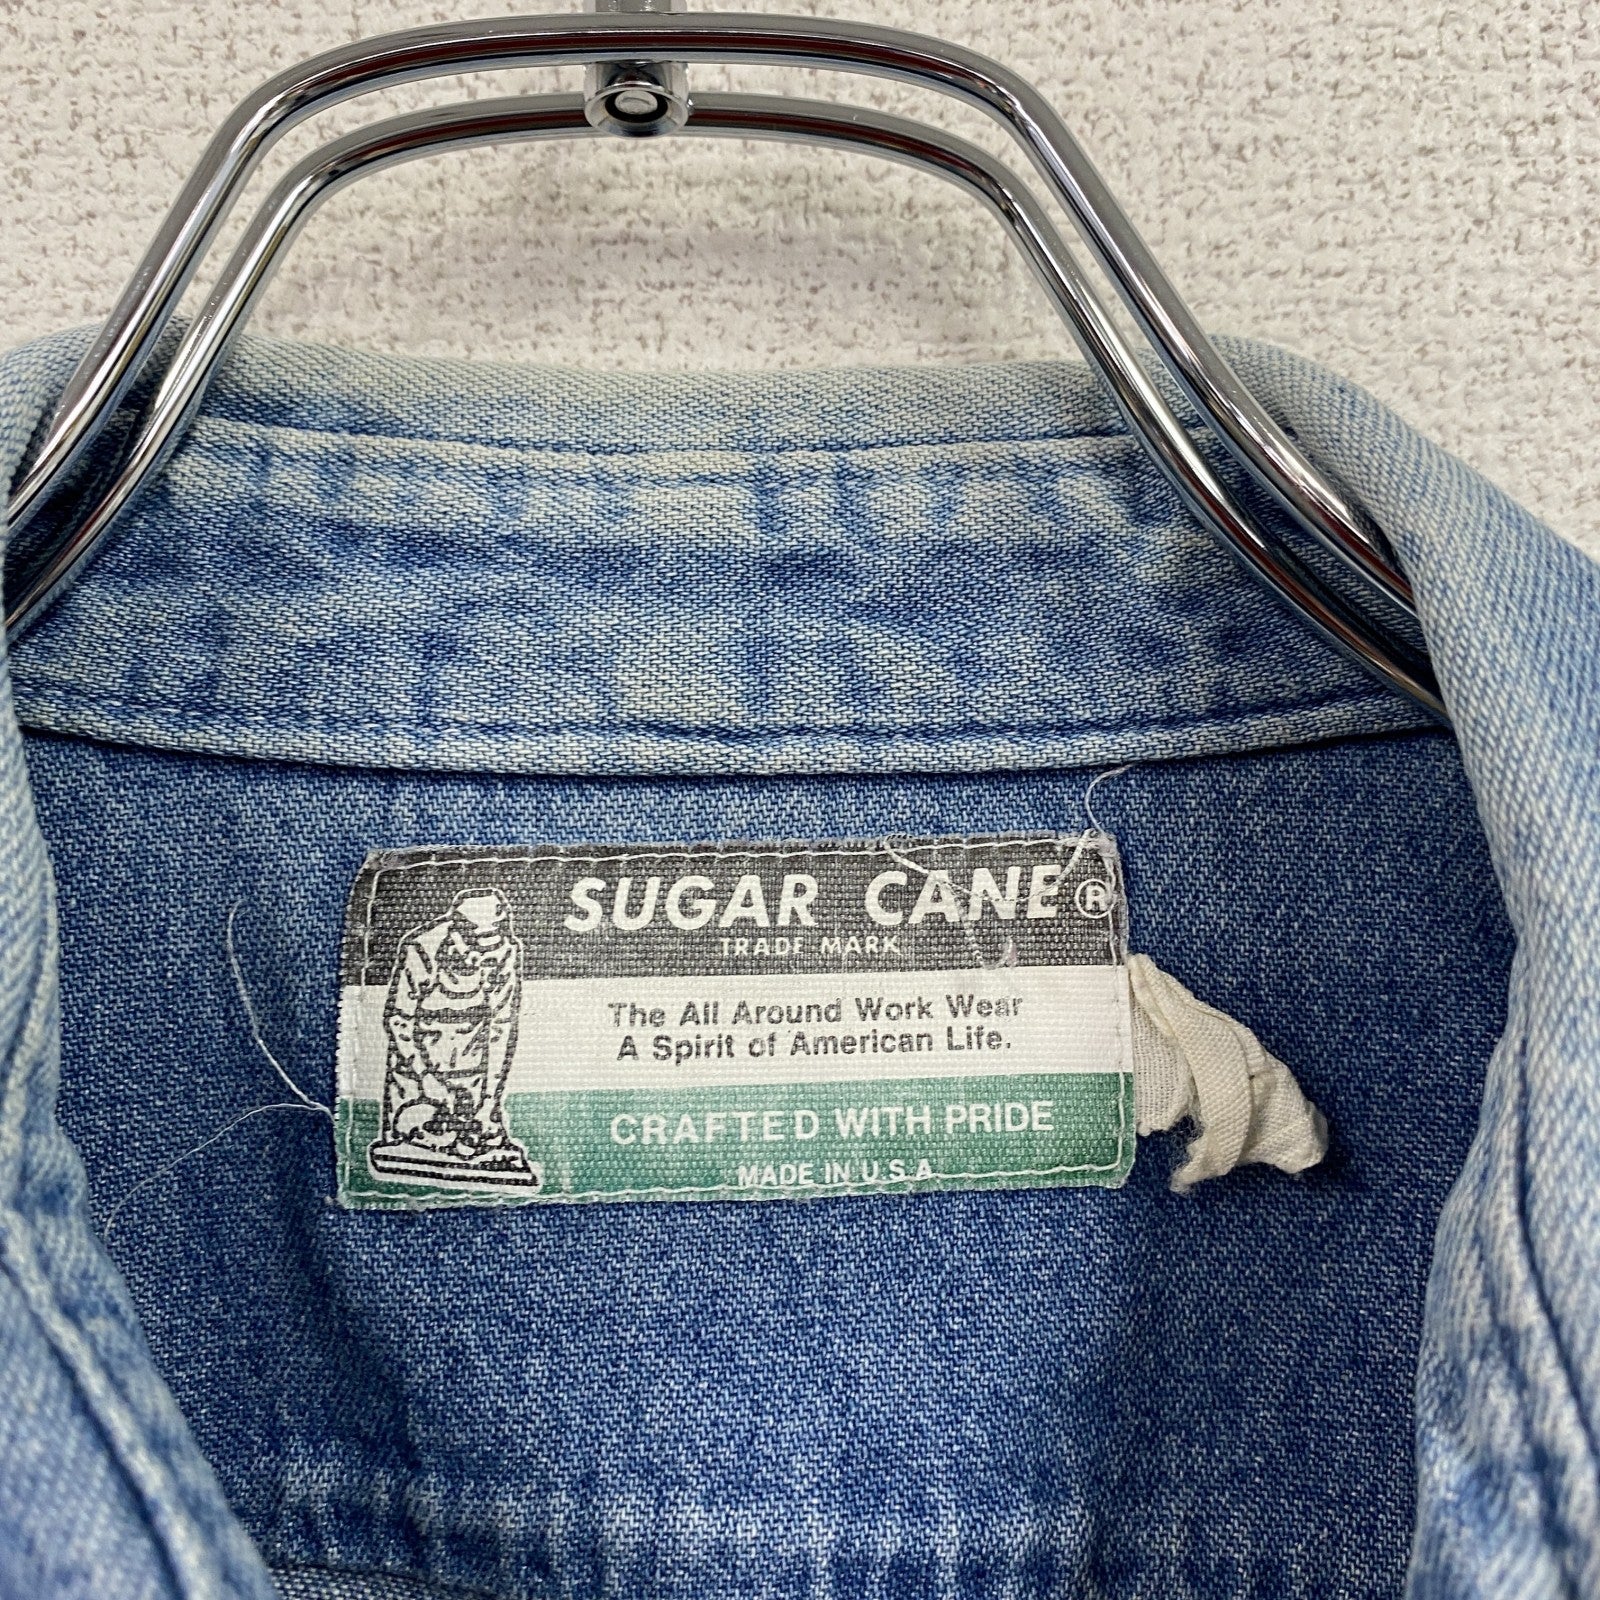 SUGAR CANE®
TRADE MARK
The All Around Work Wear
A Spirit of American Life.
CRAFTED WITH PRIDE
MADE IN U.S.A